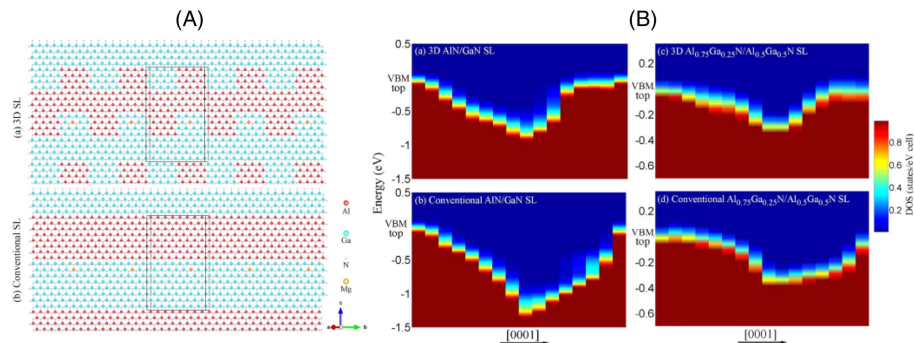 (A)
(B)
(a) 3D SL
(b) Conventional SL
Al
Ga
N
Mg
c
a
b
Energy (eV)
(a) 3D AlN/GaN SL
0.5
VBM
top
-0.5
-1
-1.5
(c) 3D Al0.75Ga0.25N/Al0.5Ga0.5N SL
0.2
VBM
top
-0.2
-0.4
-0.6
(b) Conventional AlN/GaN SL
0.5
VBM
top
-0.5
-1
-1.5
[0001]
(d) Conventional Al0.75Ga0.25N/Al0.5Ga0.5N SL
0.2
VBM
top
-0.2
-0.4
-0.6
[0001]
0.8
0.6
0.4
0.2
DOS (states/eV cell)